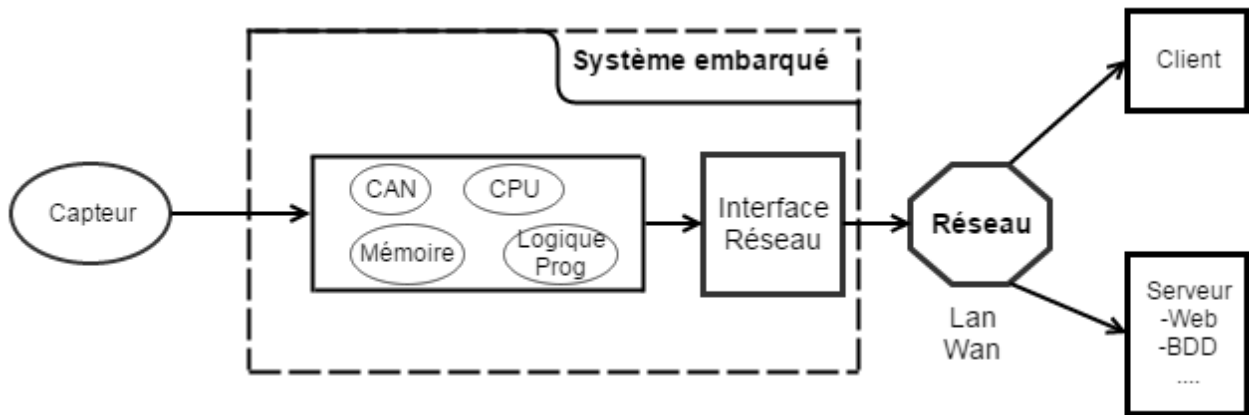 Système embarqué
Client
Capteur
CAN
CPU
Mémoire
Logique
Prog
Interface
Réseau
Réseau
Lan
Wan
Serveur
-Web
-BDD
....